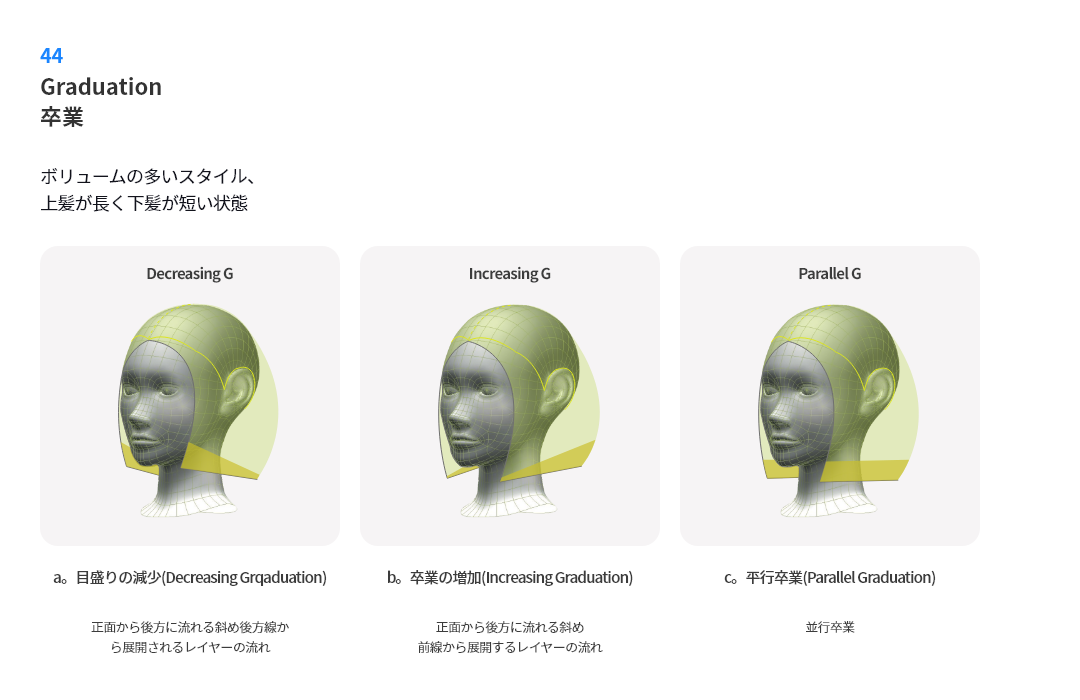 44
Graduation
卒業
ボリュームの多いスタイル、
上髪が長く下髪が短い状態
Decreasing G
Increasing G
Parallel G
a。目盛りの減少(Decreasing Grqaduation)
b。卒業の増加(Increasing Graduation)
c。平行卒業(Parallel Graduation)
正面から後方に流れる斜め後方線か
ら展開されるレイヤーの流れ
正面から後方に流れる斜め
前線から展開するレイヤーの流れ
並行卒業